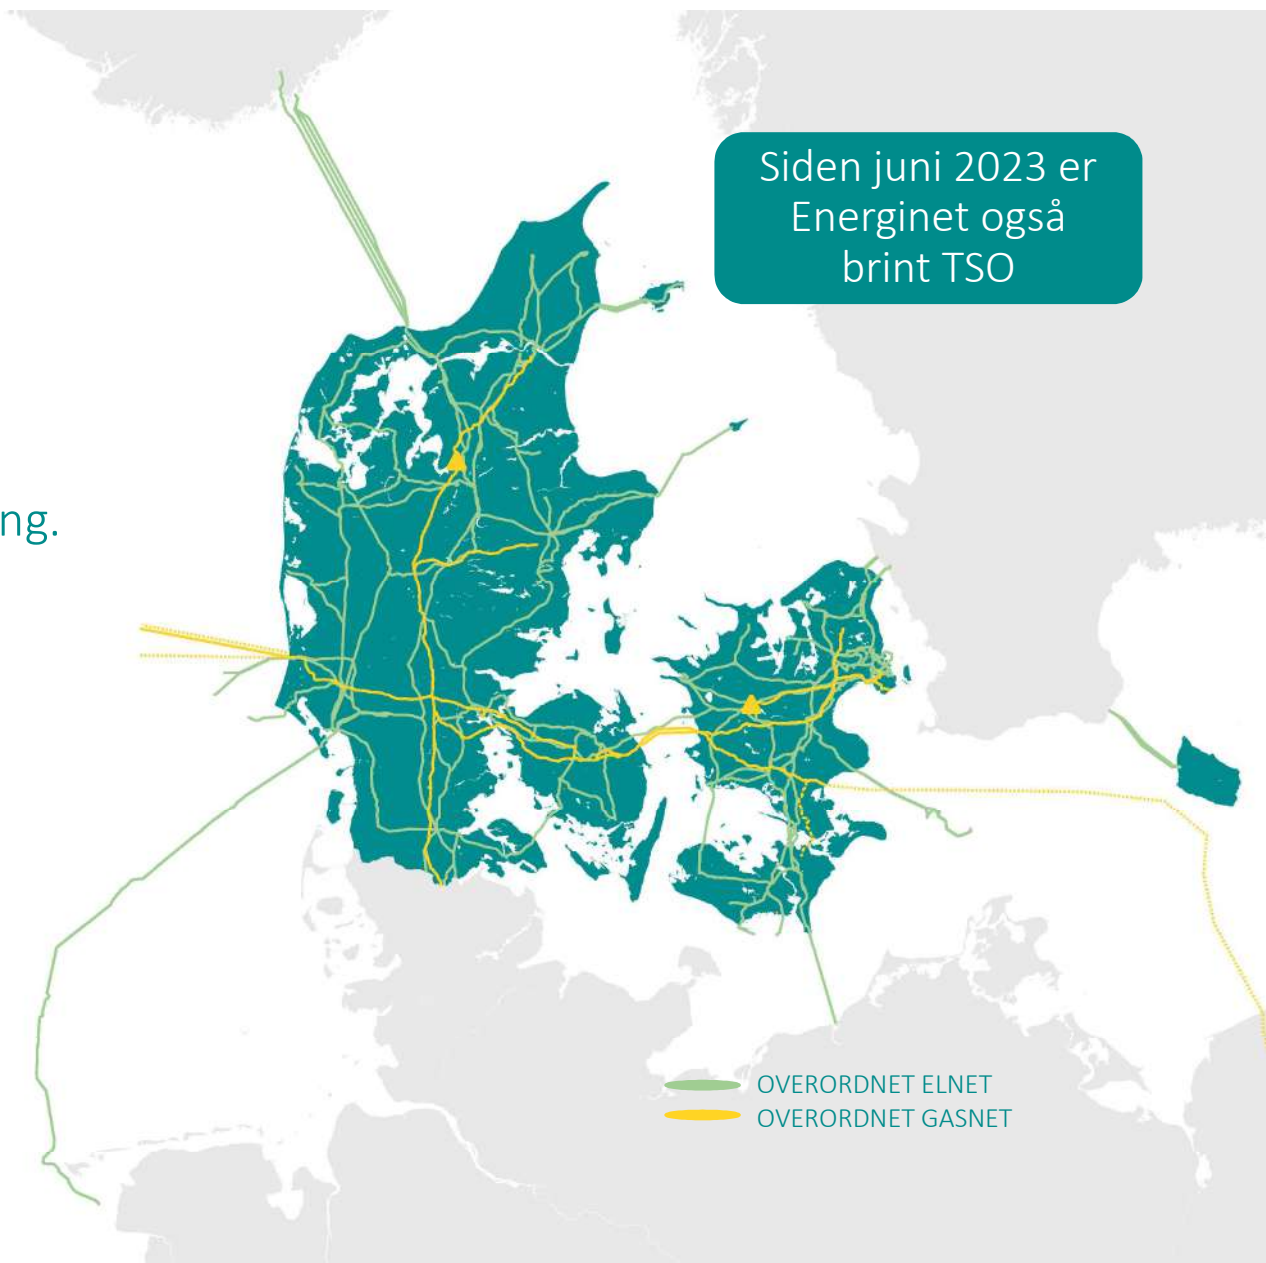 Siden juni 2023 er
Energinet også
brint TSO
ng.
OVERORDNET ELNET
OVERORDNET GASNET